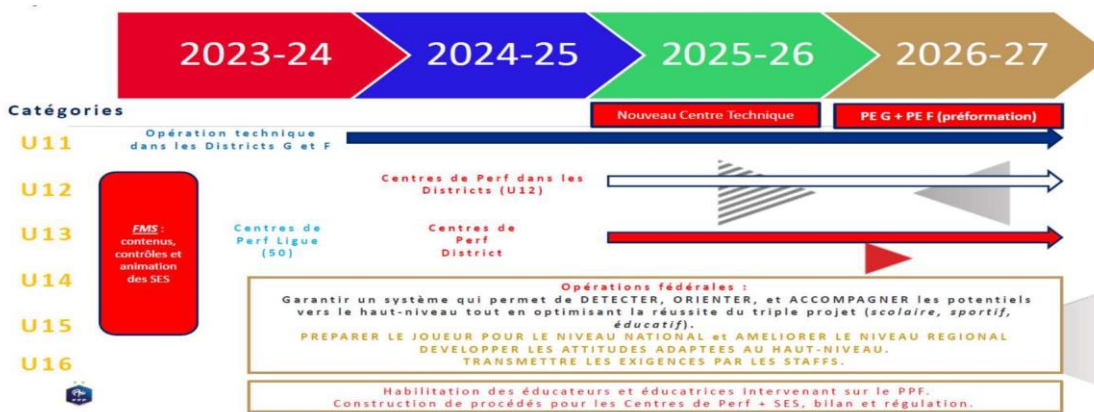 2023-24
2024-25
2025-26
2026-27
Catégories
Nouveau Centre Technique
PE G + PE F (préformation)
U11
Opération technique
dans les Districts G et F
U12
Centres de Perf dans les
Districts (U12)
FMS :
contenus,
contrôles et
animation
des SES
U13
Centres de
Perf Ligue
(50)
Centres de
Perf
District
U14
Opérations fédérales :
Garantir un système qui permet de DETECTER, ORIENTER, et ACCOMPAGNER les potentiels
vers le haut-niveau tout en optimisant la réussite du triple projet (scolaire, sportif,
éducatif).
U15
PREPARER LE JOUEUR POUR LE NIVEAU NATIONAL et AMELIORER LE NIVEAU REGIONAL
DEVELOPPER LES ATTITUDES ADAPTEES AU HAUT-NIVEAU.
TRANSMETTRE LES EXIGENCES PAR LES STAFFS.
U16
Habilitation des éducateurs et éducatrices intervenant sur le PPF.
Construction de procédés pour les Centres de Perf + SES, bilan et régulation.